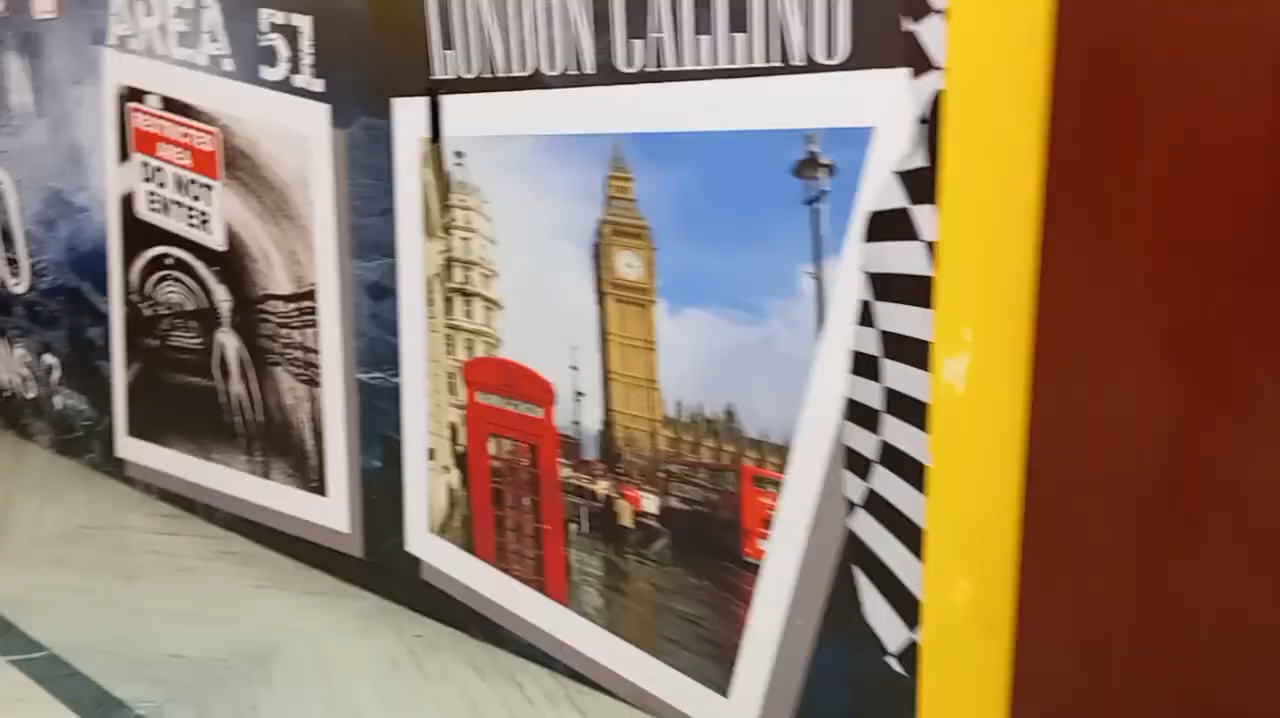 AREA 51
RESTRICTED
AREA
DO NOT
ENTER
LONDON CALLING